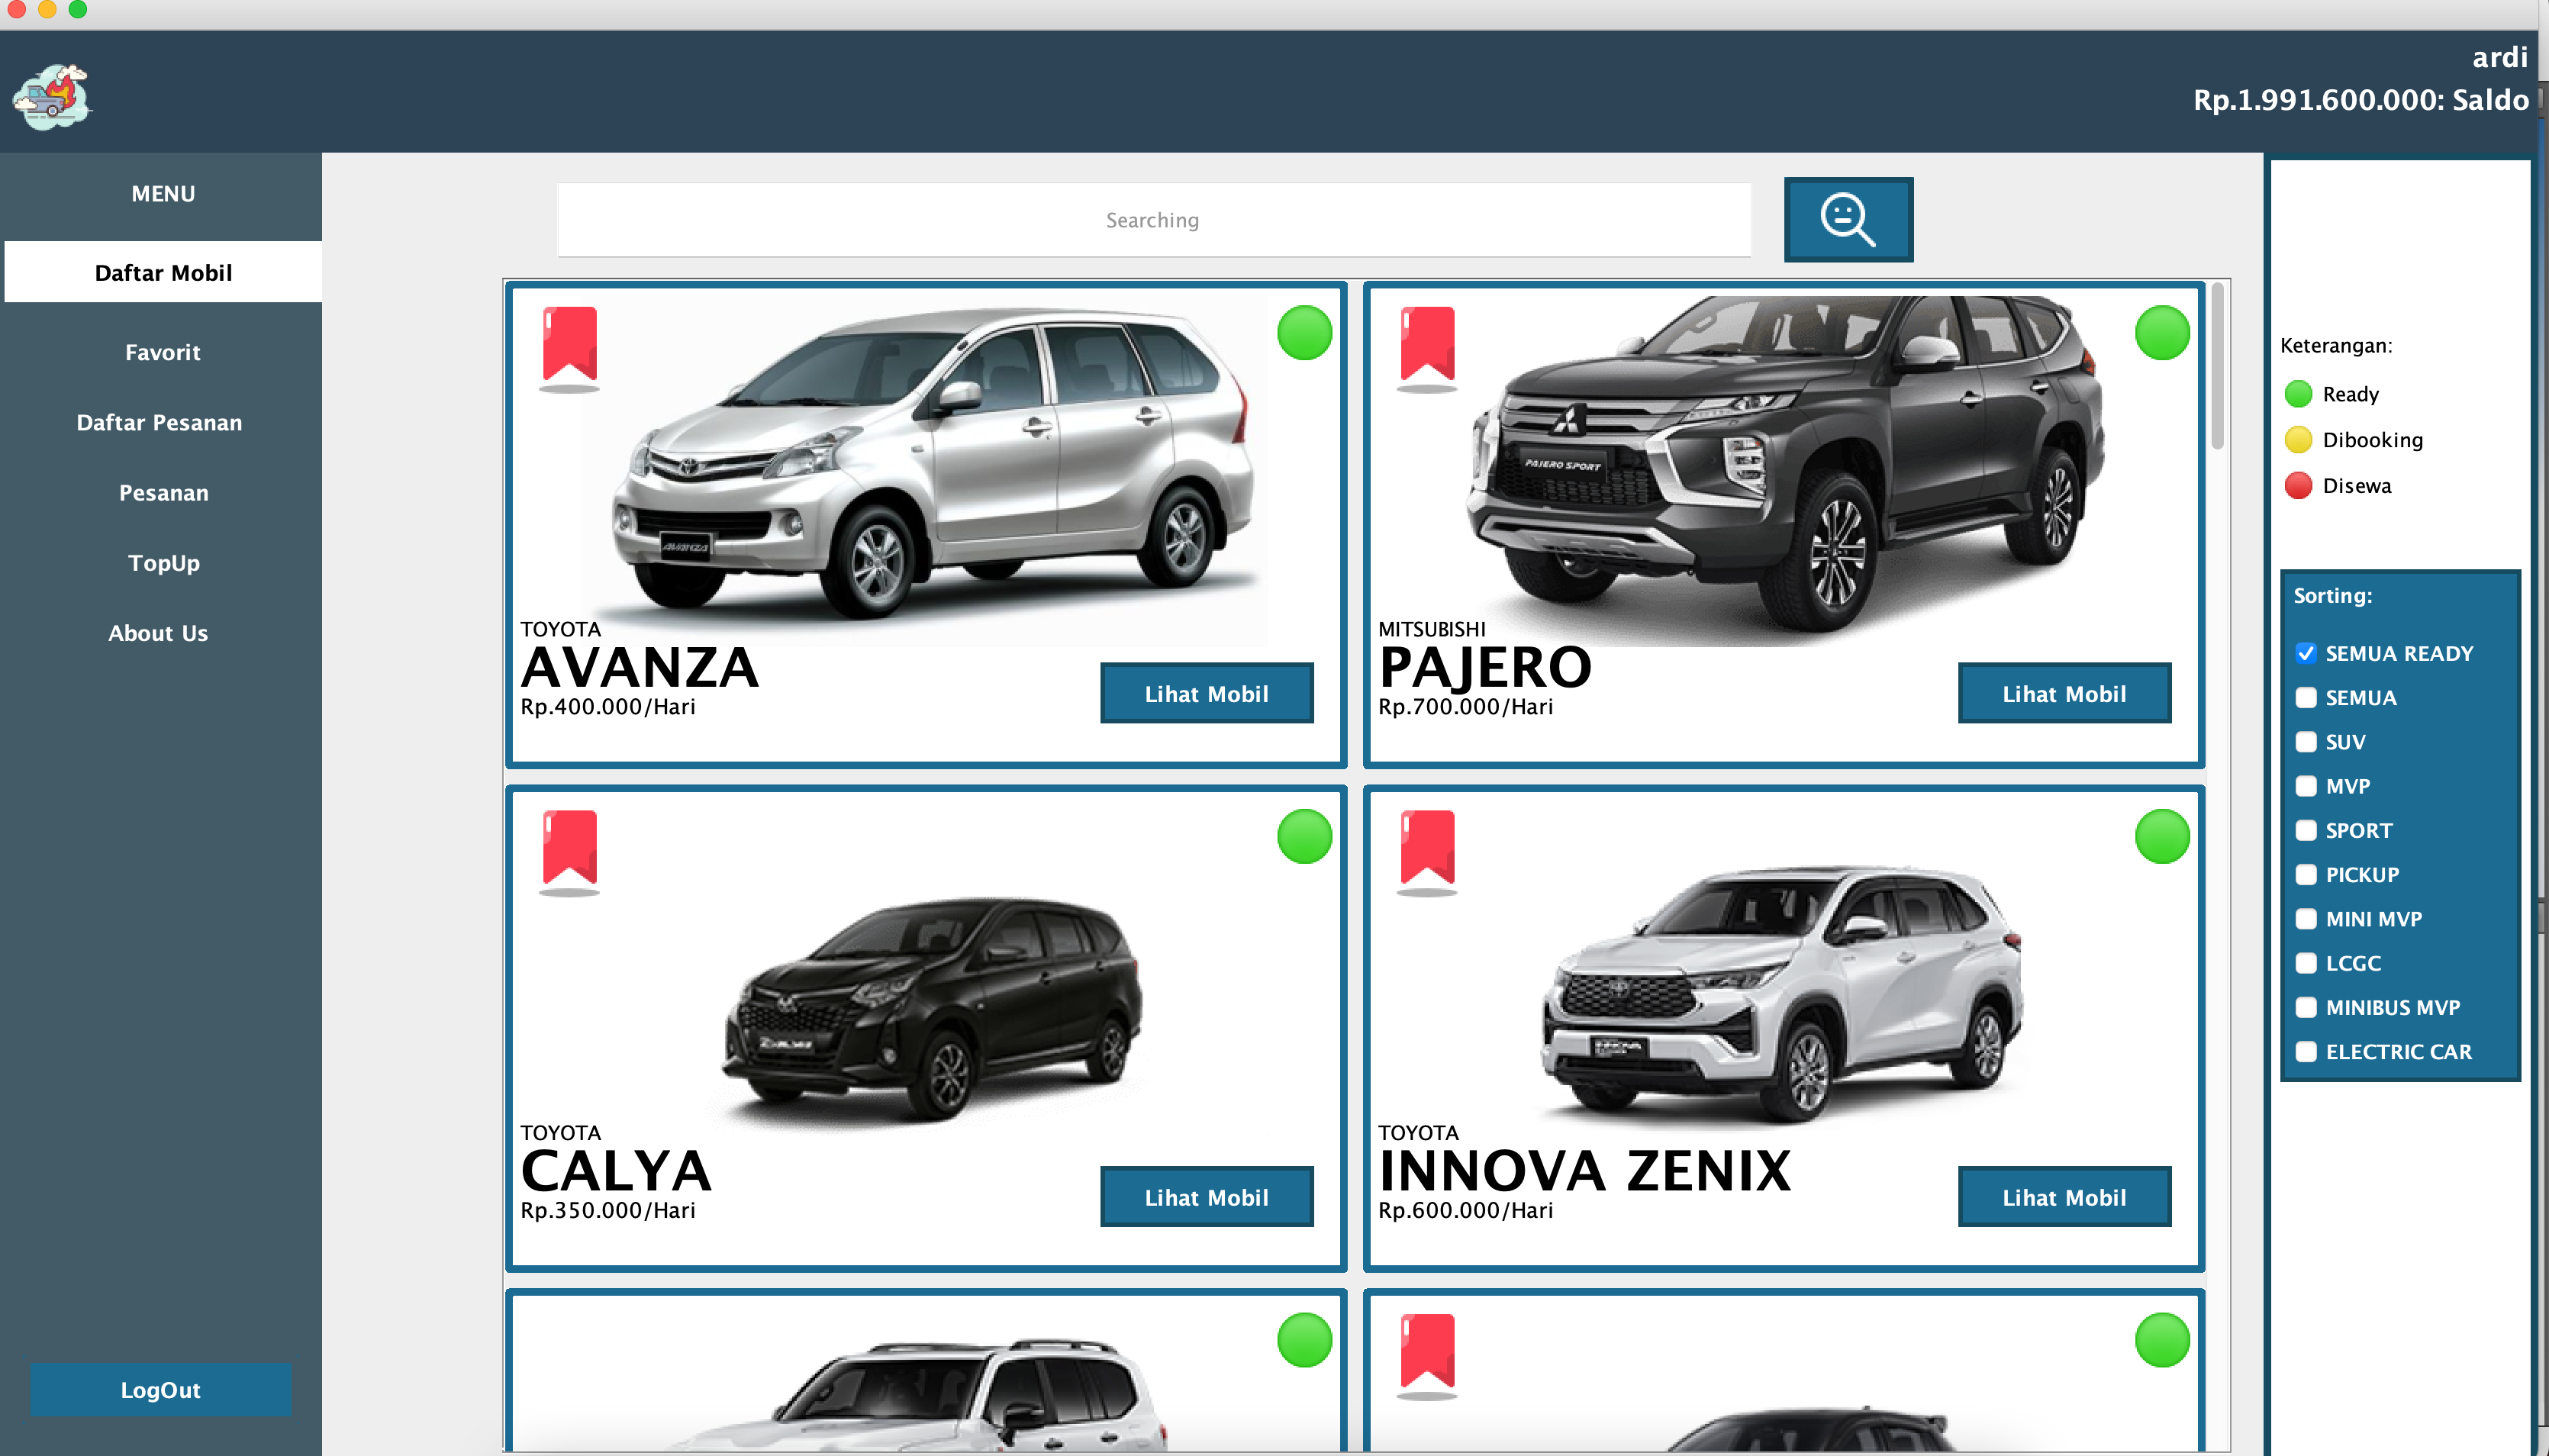 ardi
Rp.1.991.600.000: Saldo
MENU
Daftar Mobil
Favorit
Daftar Pesanan
Pesanan
TopUp
About Us
LogOut
Searching
AVANZA
TOYOTA
AVANZA
Rp.400.000/Hari
Lihat Mobil
PAJERO SPORT
MITSUBISHI
PAJERO
Rp.700.000/Hari
Lihat Mobil
TOYOTA
CALYA
Rp.350.000/Hari
Lihat Mobil
TOYOTA
INNOVA ZENIX
Rp.600.000/Hari
Lihat Mobil
Keterangan:
Ready
Dibooking
Disewa
Sorting:
SEMUA READY
SEMUA
SUV
MVP
SPORT
PICKUP
MINI MVP
LCGC
MINIBUS MVP
ELECTRIC CAR